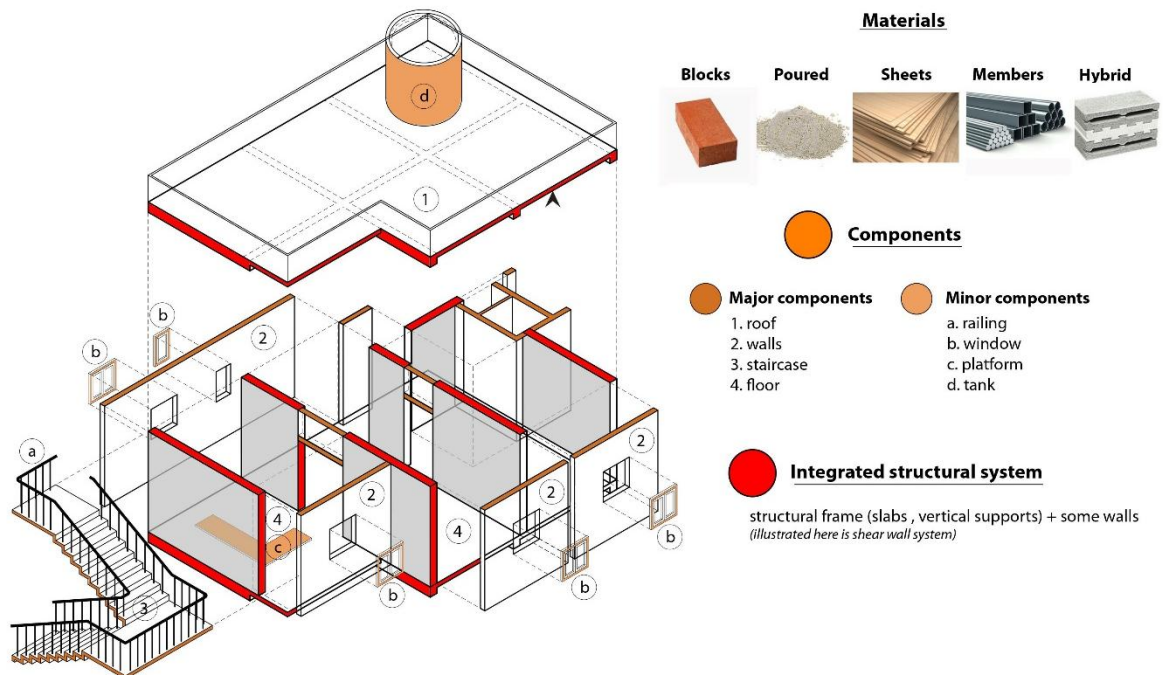 Materials
Blocks Poured Sheets Members Hybrid
Components
Major components
1. roof
2. walls
3. staircase
4. floor
Minor components
a. railing
b. window
c. platform
d. tank
Integrated structural system
structural frame (slabs , vertical supports) + some walls
(illustrated here is shear wall system)
d
1
b
2
b
a
2
4
2
2
c
4
b
3
b
b